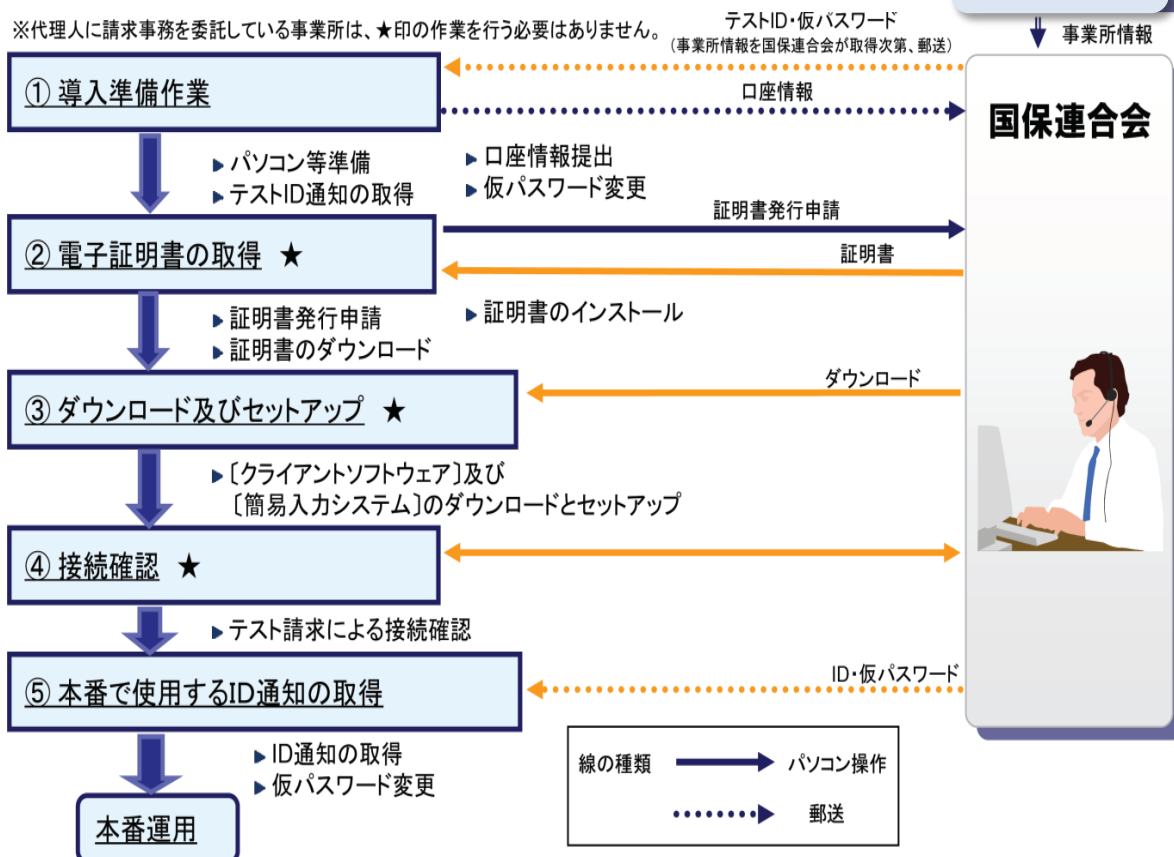 ※代理人に請求事務を委託している事業所は、★印の作業を行う必要はありません。
テストID・仮パスワード
(事業所情報を国保連合会が取得次第、郵送)
事業所情報
① 導入準備作業
口座情報
国保連合会
▶ パソコン等準備
▶ テストID通知の取得
▶ 口座情報提出
▶ 仮パスワード変更
証明書発行申請
② 電子証明書の取得 ★
証明書
▶ 証明書発行申請
▶ 証明書のダウンロード
▶ 証明書のインストール
ダウンロード
③ ダウンロード及びセットアップ ★
▶ 〔クライアントソフトウェア〕及び
〔簡易入力システム〕のダウンロードとセットアップ
④ 接続確認 ★
▶ テスト請求による接続確認
ID・仮パスワード
⑤ 本番で使用するID通知の取得
▶ ID通知の取得
▶ 仮パスワード変更
線の種類
パソコン操作
郵送
本番運用